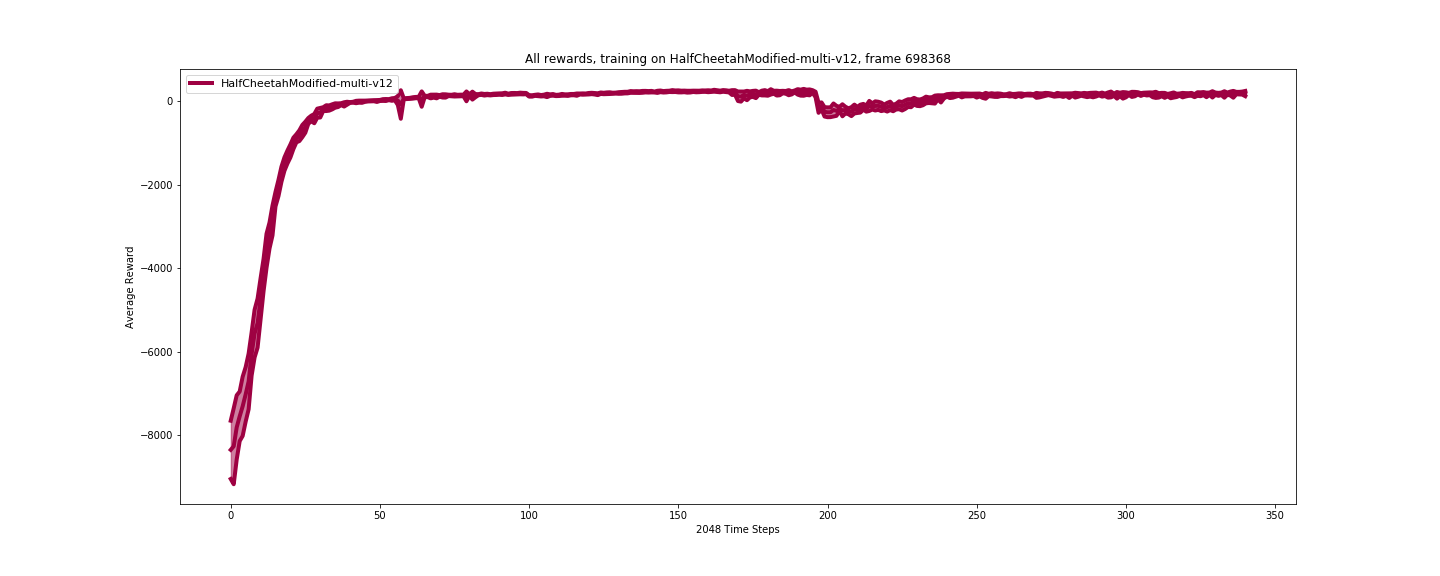 All rewards, training on HalfCheetahModified-multi-v12, frame 698368
HalfCheetahModified-multi-v12
0
−2000
−4000
−6000
−8000
Average Reward
0 50 100 150 200 250 300 350
2048 Time Steps